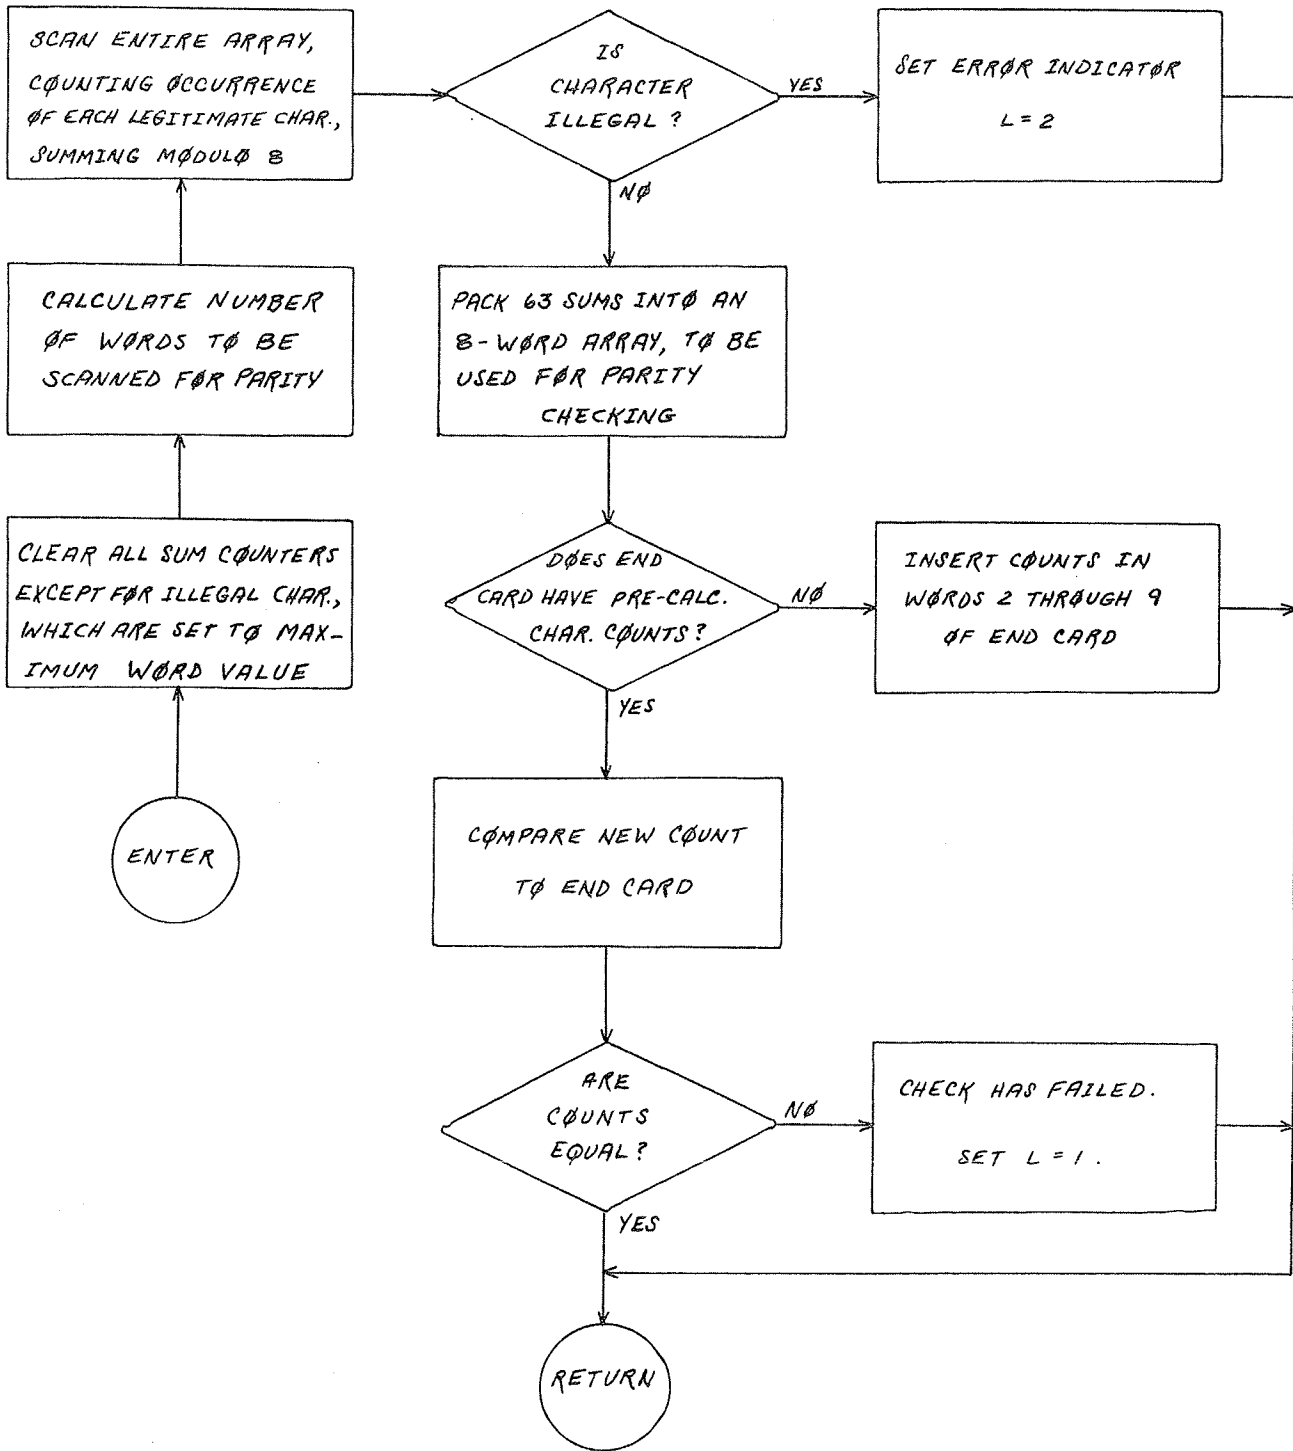 SCAN ENTIRE ARRAY,
CØUNTING ØCCURRENCE
ØF EACH LEGITIMATE CHAR.,
SUMMING MØDULØ 8
IS
CHARACTER
ILLEGAL ?
YES
SET ERRØR INDICATØR
L = 2
NØ
CALCULATE NUMBER
ØF WØRDS TØ BE
SCANNED FØR PARITY
PACK 63 SUMS INTØ AN
8-WØRD ARRAY, TØ BE
USED FØR PARITY
CHECKING
CLEAR ALL SUM CØUNTERS
EXCEPT FØR ILLEGAL CHAR.,
WHICH ARE SET TØ MAX-
IMUM WØRD VALUE
DØES END
CARD HAVE PRE-CALC.
CHAR. CØUNTS ?
NØ
INSERT CØUNTS IN
WØRDS 2 THRØUGH 9
ØF END CARD
YES
ENTER
CØMPARE NEW CØUNT
TØ END CARD
ARE
CØUNTS
EQUAL ?
NØ
CHECK HAS FAILED.
SET L = 1 .
YES
RETURN